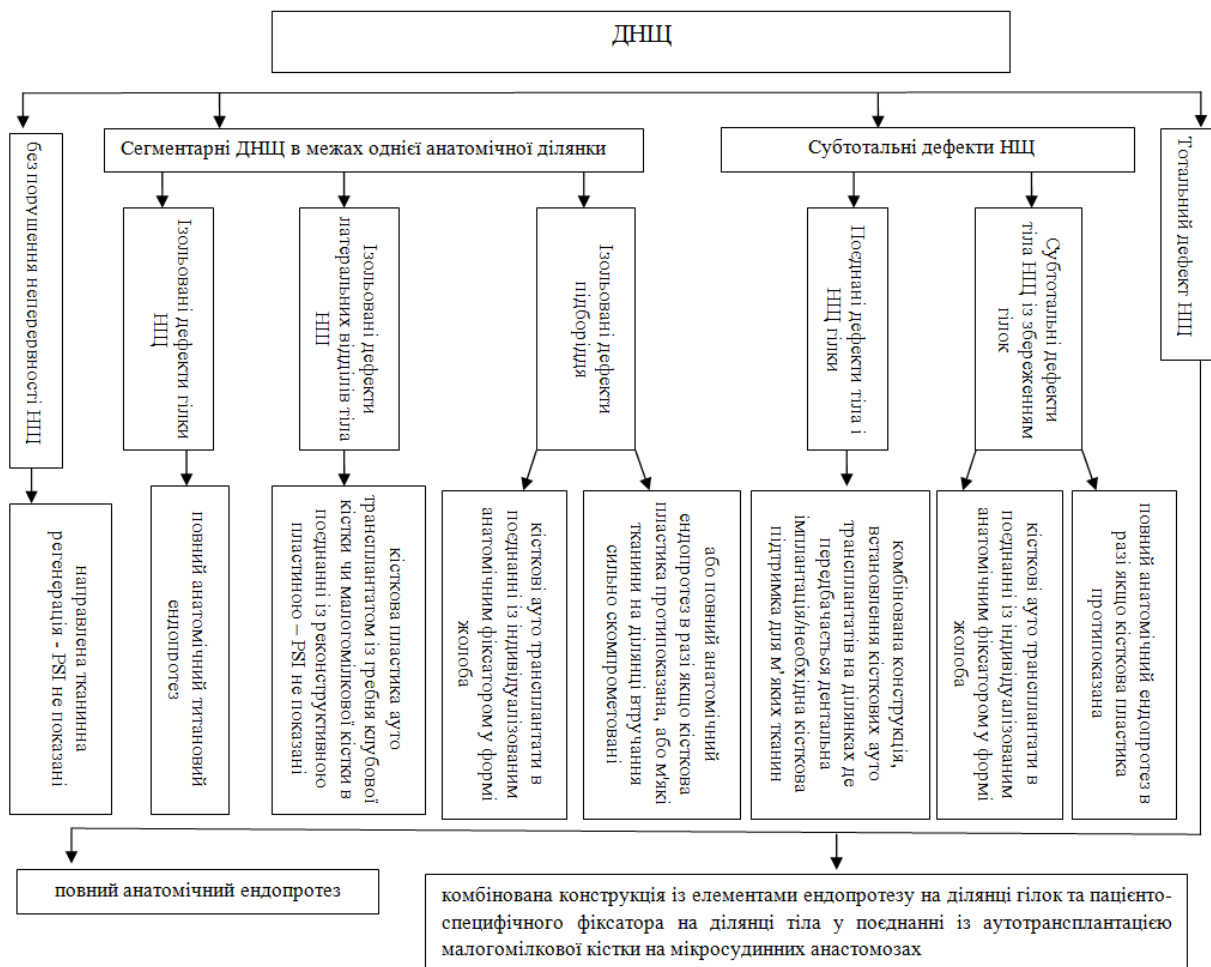 ДНЩ
без порушення неперервності НЩ
Сегментарні ДНЩ в межах однієї анатомічної ділянки
Субтотальні дефекти НЩ
Тотальний дефект НЩ
Ізольовані дефекти гілки
НЩ
Ізольовані дефекти
латеральних відділів тіла
НЩ
Ізольовані дефекти
підборіддя
Поєднані дефекти тіла і
НЩ гілки
Субтотальні дефекти
тіла НЩ із збереженням
гілок
направлена тканинна
регенерація - PSI не показані
повний анатомічний титановий
ендопротез
кісткова пластика ауто
трансплантатом із гребня клубової
кістки чи малогомілкової кістки в
поєднанні із реконструктивною
пластиною – PSI не показані
кісткові ауто трансплантати в
поєднанні із індивідуалізованим
анатомічним фіксатором у формі
жолоба
або повний анатомічний
ендопротез в разі якщо кісткова
пластика протипоказана, або м'які
тканини на ділянці втручання
сильно скомпрометовані
комбінована конструкція,
встановлення кісткових ауто
трансплантатів на ділянках де
передбачається дентальна
імплантація/необхідна кісткова
підтримка для м' яких тканин
кісткові ауто трансплантати в
поєднанні із індивідуалізованим
анатомічним фіксатором у формі
жолоба
повний анатомічний ендопротез в
разі якщо кісткова пластика
протипоказана
повний анатомічний ендопротез
комбінована конструкція із елементами ендопротезу на ділянці гілок та пацієнто-
специфічного фіксатора на ділянці тіла у поєднанні із аутотрансплантацією
малогомілкової кістки на мікросудинних анастомозах